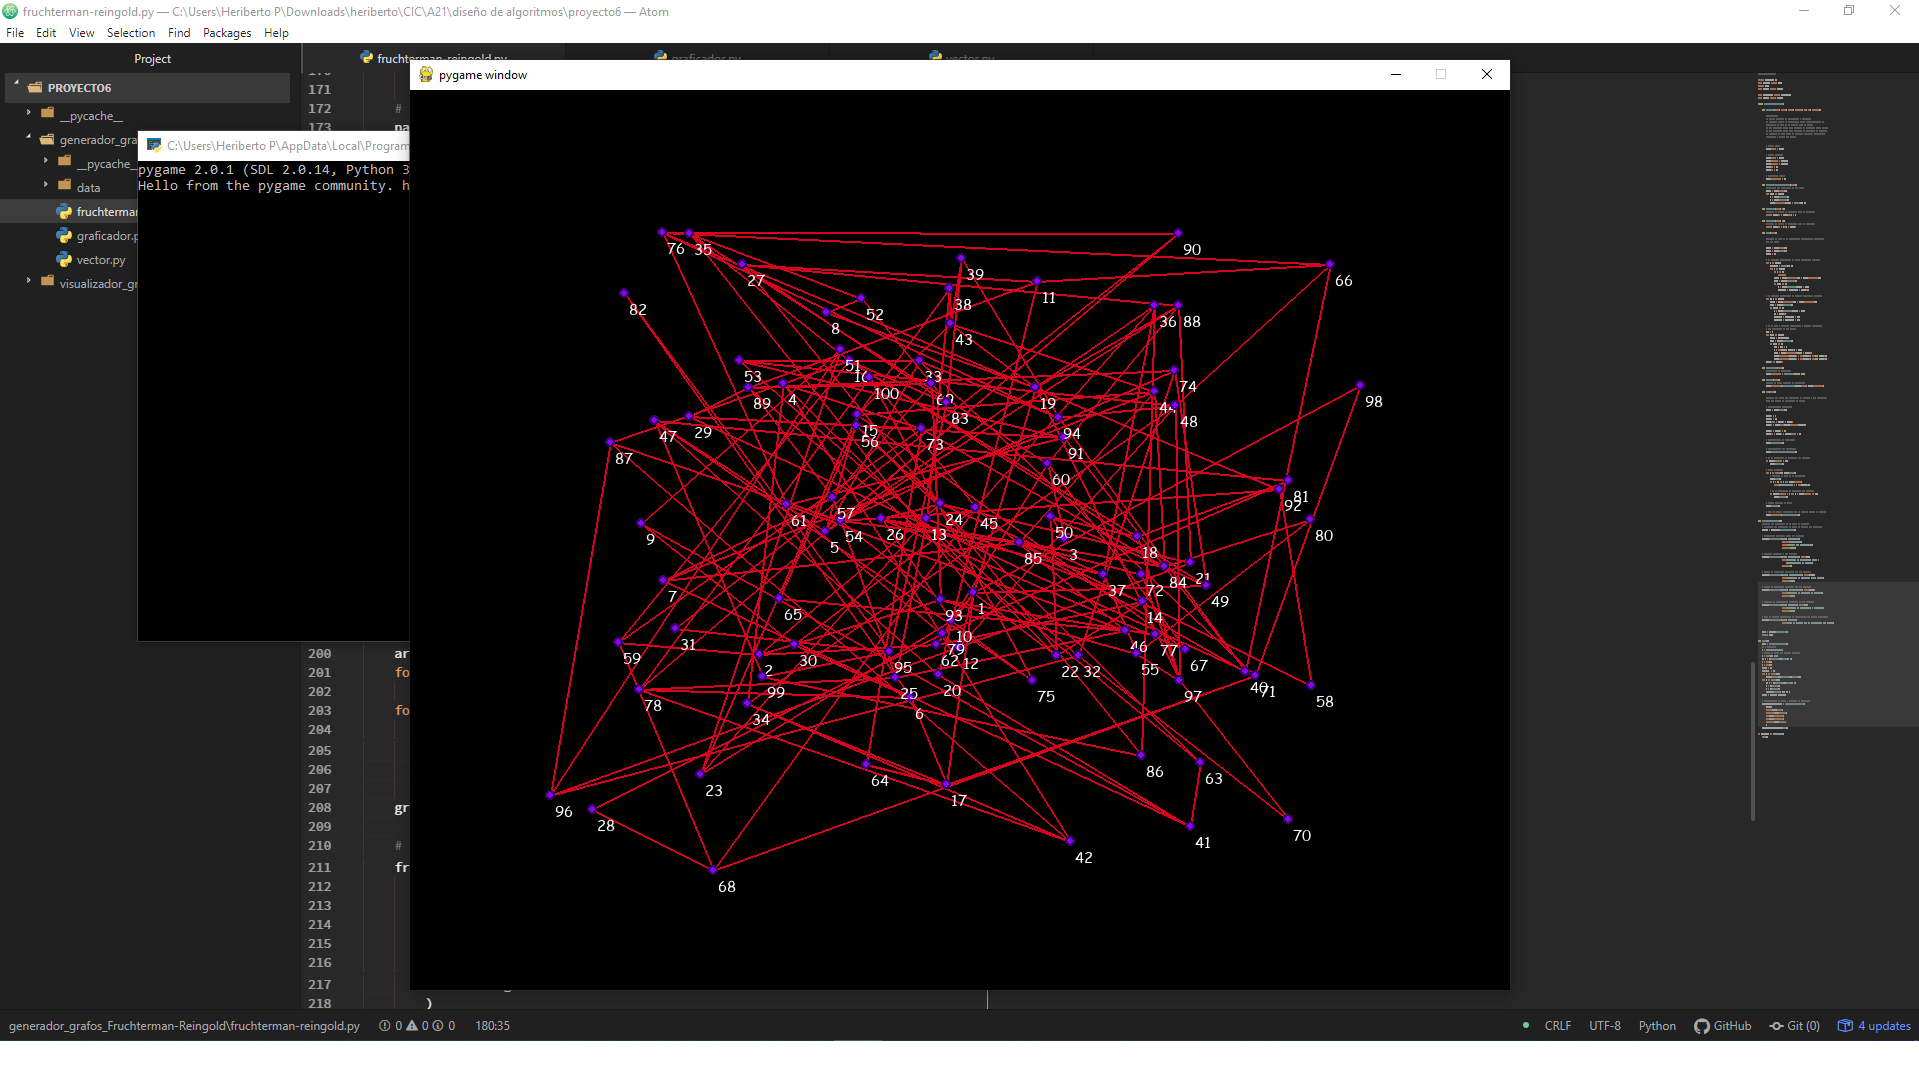 fruchterman-reingold.py — C:\Users\Heriberto P\Downloads\heriberto\CIC\A21\diseño de algoritmos\proyecto6 — Atom
File Edit View Selection Find Packages Help
Project
fruchterman-reingold.py
graficador.py
vector.py
PROYECTO6
__pycache__
generador_gra
__pycache__
data
fruchterman
graficador.p
vector.py
visualizador_gr
171
172 #
173 pa
C:\Users\Heriberto P\AppData\Local\Program
pygame 2.0.1 (SDL 2.0.14, Python 3
Hello from the pygame community. h
pygame window
76 35 90
39
27 11 66
38
82 52 36 88
8
43
51
53 33 74
100
89 4 19 44 98
83 48
47 29 15 94
56 73
87 91
60
81
92
61 57 24 45
9 5 54 26 13 50 80
85 3 18
37 72 84 21
7 49
65 93 1
14
31 10 46
79 77
59 30 62 12 67
2 95 22 32 55
99 25 20 75 97 40 71
78 34 6 58
86
64 63
23
17
96
28 70
41
42
68
200 ar
201 fo
202
203 fo
204
205
206
207
208 gr
209
210 #
211 fr
212
213
214
215
216
217
218 )
generador_grafos_Fruchterman-Reingold\fruchterman-reingold.py 0 0 0 180:35 CRLF UTF-8 Python GitHub Git (0) 4 updates